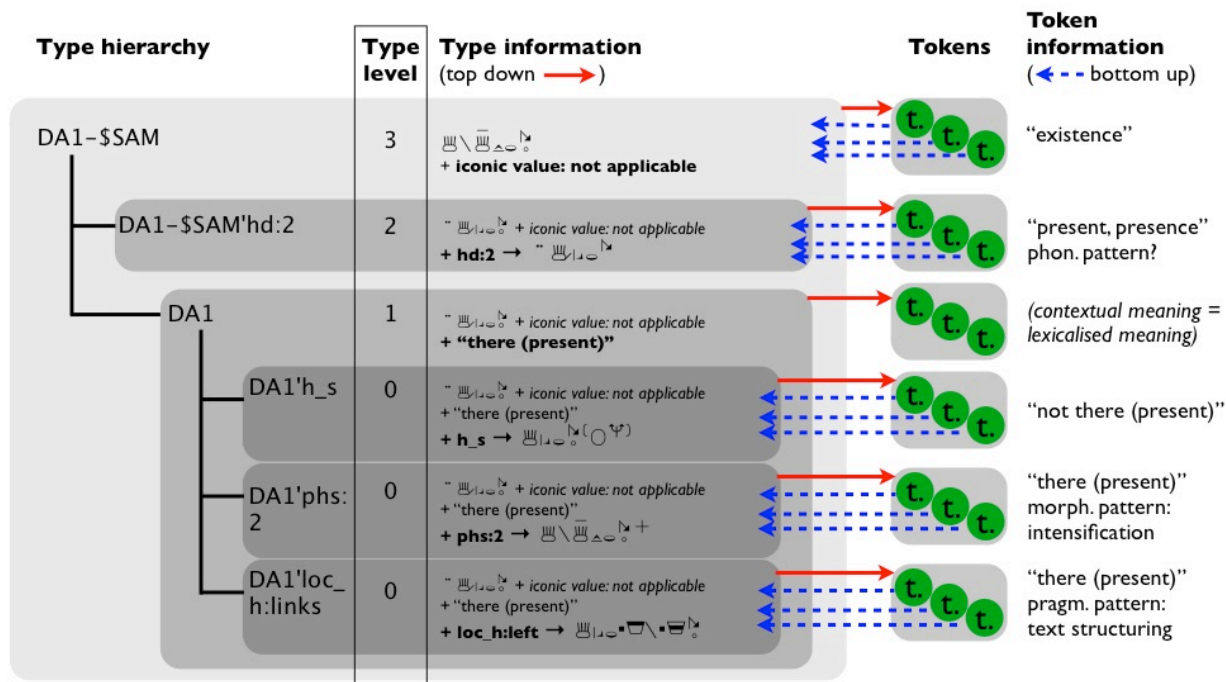 Type hierarchy
Type level
Type information
(top down )
Tokens
Token information
( bottom up)
DA1-$SAM
3
+ iconic value: not applicable
t. t. t.
"existence"
DA1-$SAM'hd:2
2
+ iconic value: not applicable
+ hd:2 →
t. t. t.
"present, presence"
phon. pattern?
DA1
1
+ iconic value: not applicable
+ "there (present)"
t. t. t.
(contextual meaning =
lexicalised meaning)
DA1'h_s
0
+ iconic value: not applicable
+ "there (present)"
+ h_s →
t. t. t.
"not there (present)"
DA1'phs:
2
0
+ iconic value: not applicable
+ "there (present)"
+ phs:2 →
t. t. t.
"there (present)"
morph. pattern:
intensification
DA1'loc_
h:links
0
+ iconic value: not applicable
+ "there (present)"
+ loc_h:left →
t. t. t.
"there (present)"
pragm. pattern:
text structuring